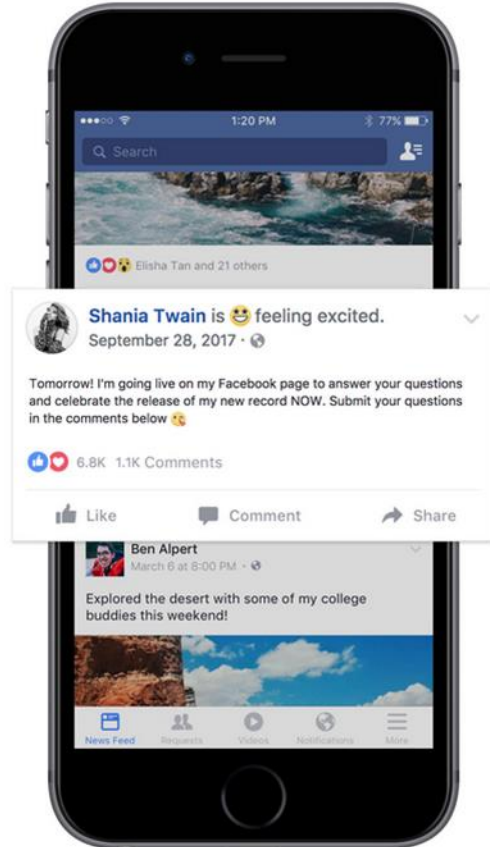 1:20 PM
77%
Search
Elisha Tan and 21 others
Shania Twain is 😃 feeling excited.
September 28, 2017 ·
Tomorrow! I'm going live on my Facebook page to answer your questions
and celebrate the release of my new record NOW. Submit your questions
in the comments below 😘
6.8K 1.1K Comments
Like Comment Share
Ben Alpert
March 6 at 8:00 PM ·
Explored the desert with some of my college
buddies this weekend!
News Feed Requests Videos Notifications More